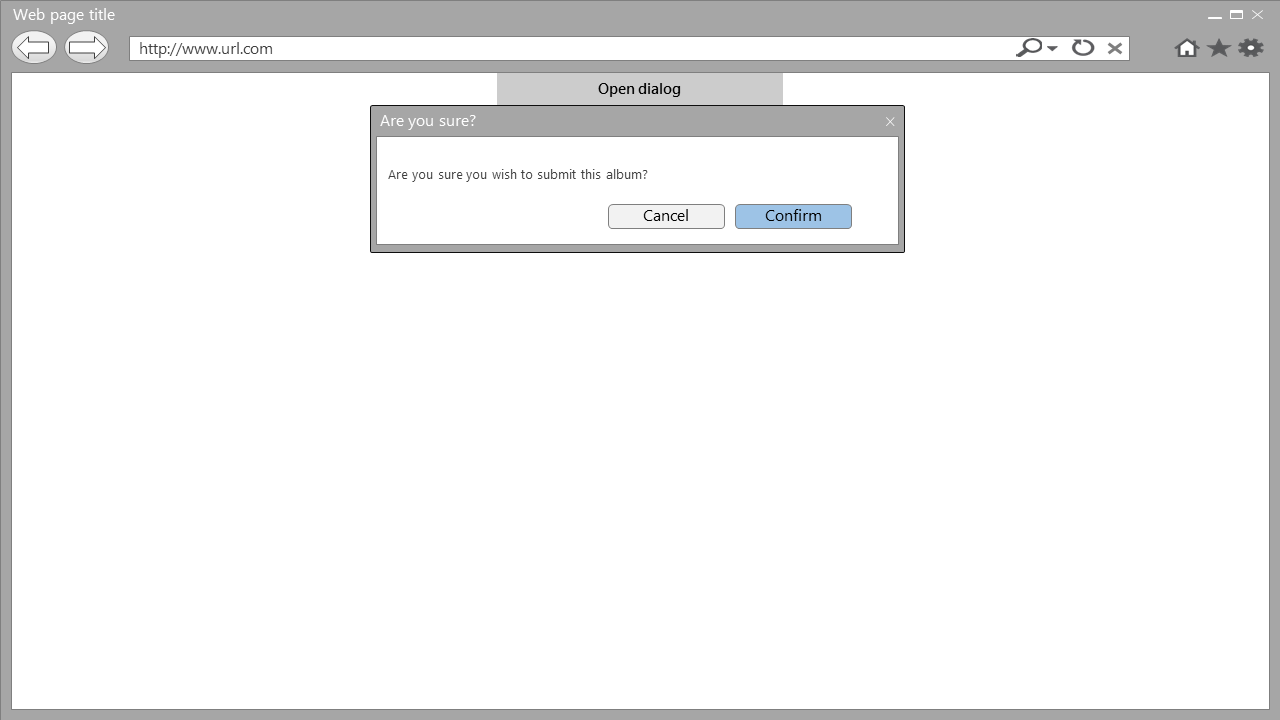 Web page title
http://www.url.com
Open dialog
Are you sure?
Are you sure you wish to submit this album?
Cancel
Confirm